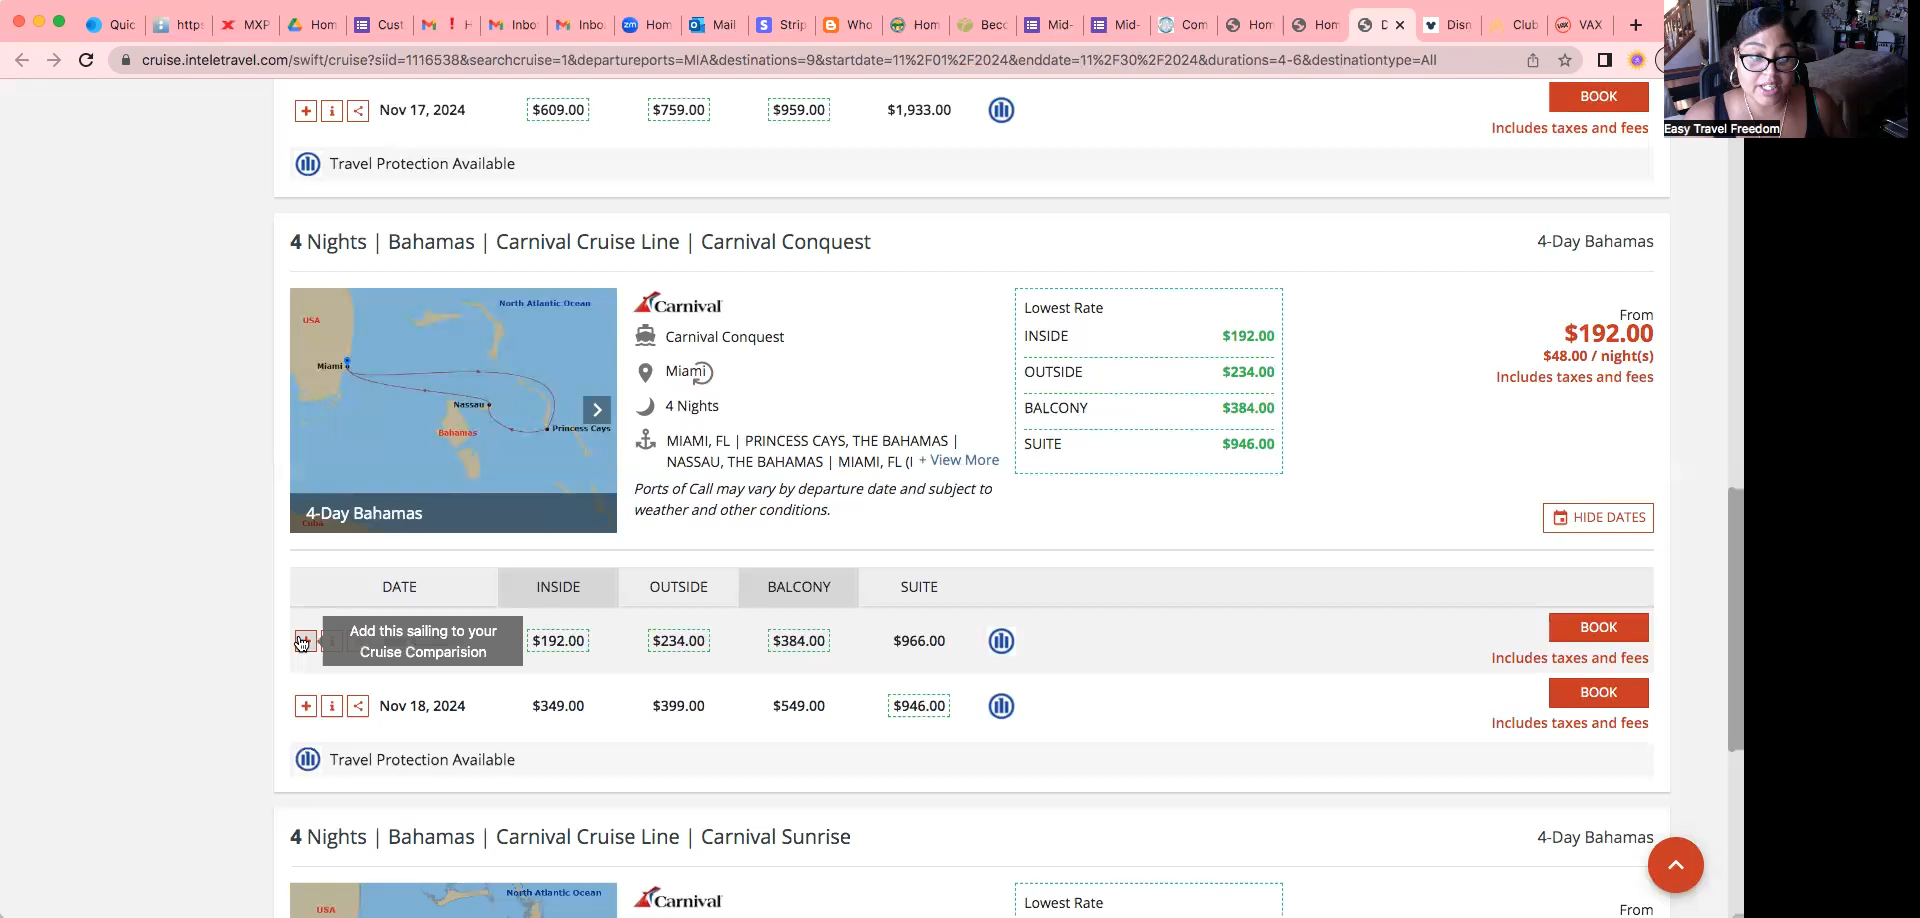 Quic
https
MXP
Hom
Cust
! H
Inbo
Inbo
zm Hom
Mail
S Strip
Who
Hom
Becc
Mid-
Mid-
Com
Hom
Hom
D
Disn
Club
VAX
cruise.inteletravel.com/swift/cruise?siid=1116538&searchcruise=1&departureports=MIA&destinations=9&startdate=11%2F01%2F2024&enddate=11%2F30%2F2024&durations=4-6&destinationtype=All
Easy Travel Freedom
Nov 17, 2024 $609.00 $759.00 $959.00 $1,933.00 BOOK
Includes taxes and fees
Travel Protection Available
4 Nights | Bahamas | Carnival Cruise Line | Carnival Conquest 4-Day Bahamas
North Atlantic Ocean
USA
Miami
Nassau
Bahamas
Princess Cays
Cuba
4-Day Bahamas
Carnival
Carnival Conquest
Miami
4 Nights
MIAMI, FL | PRINCESS CAYS, THE BAHAMAS |
NASSAU, THE BAHAMAS | MIAMI, FL (I + View More
Ports of Call may vary by departure date and subject to
weather and other conditions.
Lowest Rate
INSIDE $192.00
OUTSIDE $234.00
BALCONY $384.00
SUITE $946.00
From
$192.00
$48.00 / night(s)
Includes taxes and fees
HIDE DATES
DATE INSIDE OUTSIDE BALCONY SUITE
Add this sailing to your
Cruise Comparision
$192.00 $234.00 $384.00 $966.00 BOOK
Includes taxes and fees
Nov 18, 2024 $349.00 $399.00 $549.00 $946.00 BOOK
Includes taxes and fees
Travel Protection Available
4 Nights | Bahamas | Carnival Cruise Line | Carnival Sunrise 4-Day Bahamas
North Atlantic Ocean
USA
Carnival
Lowest Rate
From